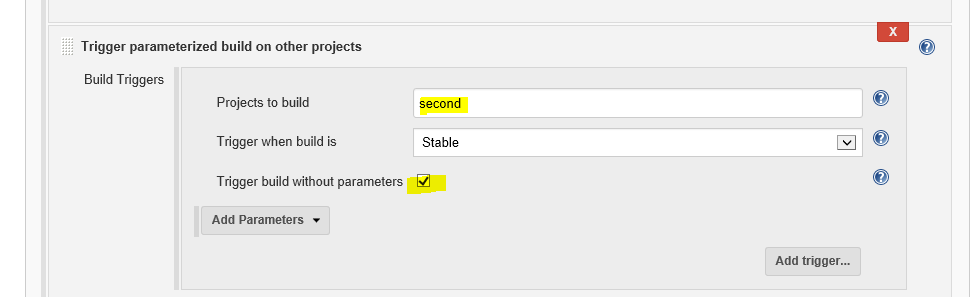 X
Trigger parameterized build on other projects
Build Triggers
Projects to build second
Trigger when build is Stable
Trigger build without parameters
Add Parameters
Add trigger...